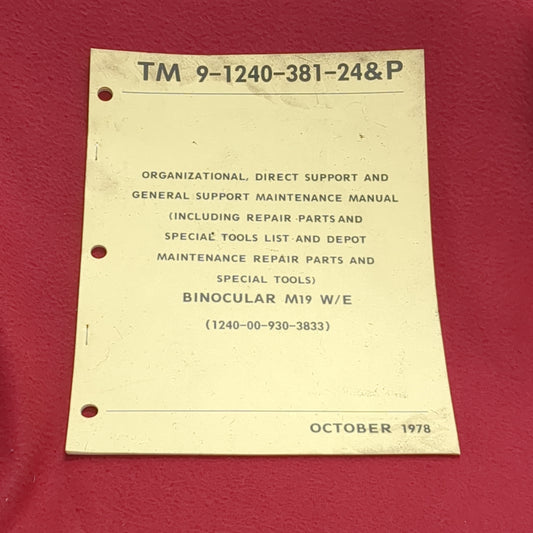 TM 9-1240-381-24&P
ORGANIZATIONAL, DIRECT SUPPORT AND
GENERAL SUPPORT MAINTENANCE MANUAL
(INCLUDING REPAIR PARTS AND
SPECIAL TOOLS LIST AND DEPOT
MAINTENANCE REPAIR PARTS AND
SPECIAL TOOLS)
BINOCULAR M19 W/E
(1240-00-930-3833)
OCTOBER 1978